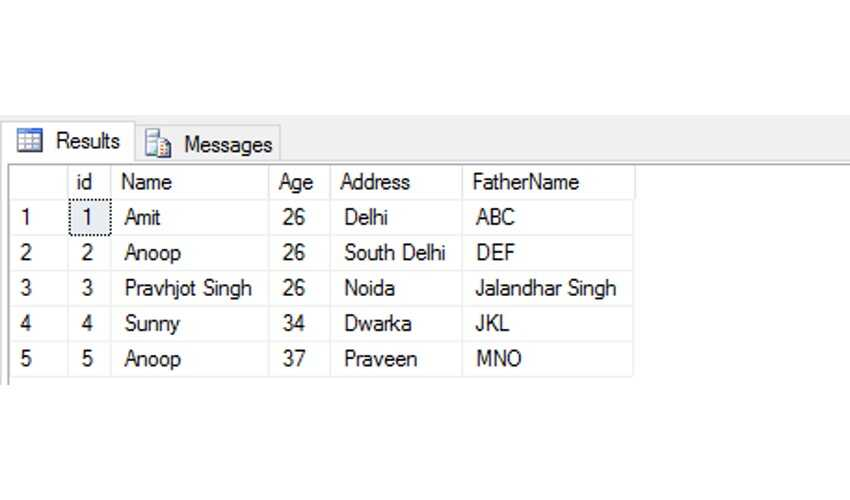 Results Messages
id Name Age Address FatherName
1 1 Amit 26 Delhi ABC
2 2 Anoop 26 South Delhi DEF
3 3 Pravhjot Singh 26 Noida Jalandhar Singh
4 4 Sunny 34 Dwarka JKL
5 5 Anoop 37 Praveen MNO